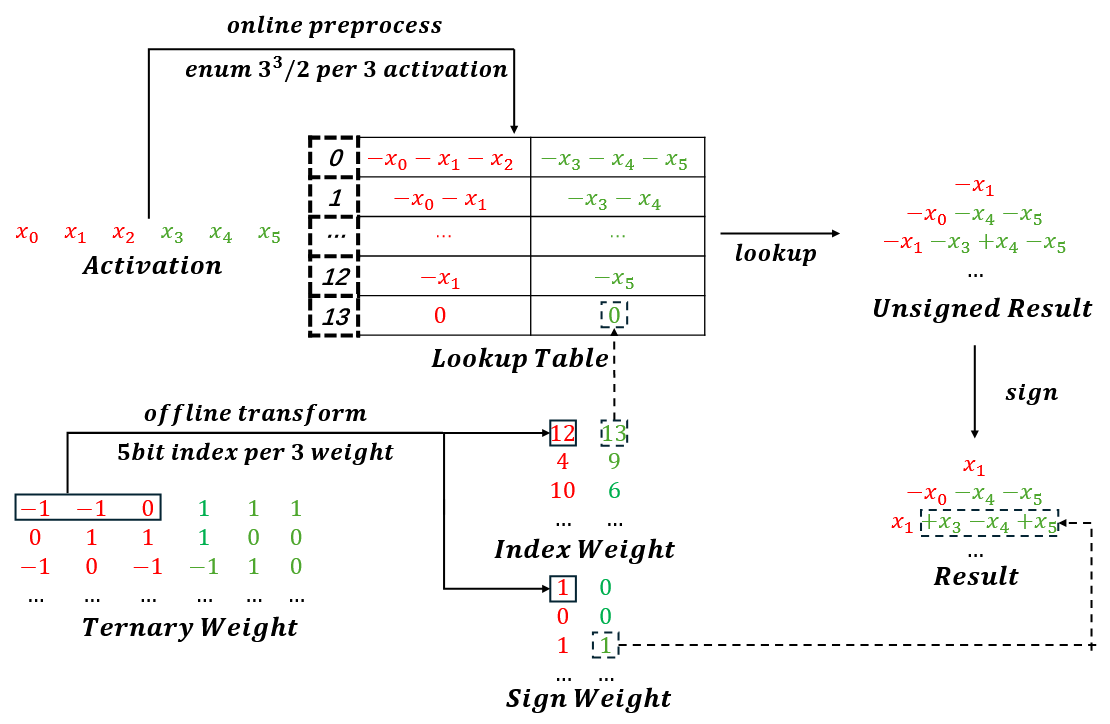 online preprocess
enum 3³/2 per 3 activation
x₀ x₁ x₂ x₃ x₄ x₅
Activation
0 −x₀ − x₁ − x₂ −x₃ − x₄ − x₅
1 −x₀ − x₁ −x₃ − x₄
... ... ...
12 −x₁ −x₅
13 0 0
Lookup Table
lookup
−x₁
−x₀ −x₄ −x₅
−x₁ −x₃ +x₄ −x₅
...
Unsigned Result
sign
x₁
−x₀ −x₄ −x₅
x₁ +x₃ −x₄ +x₅
...
Result
offline transform
5bit index per 3 weight
−1 −1 0 1 1 1
0 1 1 1 0 0
−1 0 −1 −1 1 0
... ... ... ... ... ...
Ternary Weight
12 13
4 9
10 6
... ...
Index Weight
1 0
0 0
1 1
... ...
Sign Weight